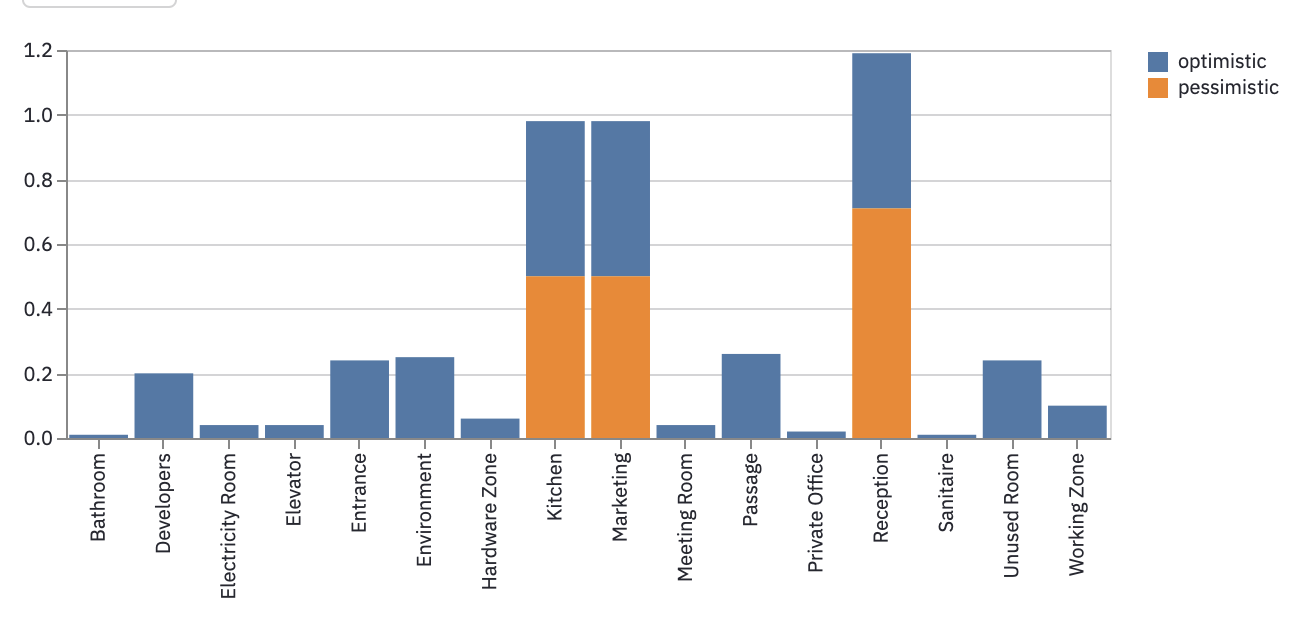 1.2
1.0
0.8
0.6
0.4
0.2
0.0
Bathroom
Developers
Electricity Room
Elevator
Entrance
Environment
Hardware Zone
Kitchen
Marketing
Meeting Room
Passage
Private Office
Reception
Sanitaire
Unused Room
Working Zone
optimistic
pessimistic